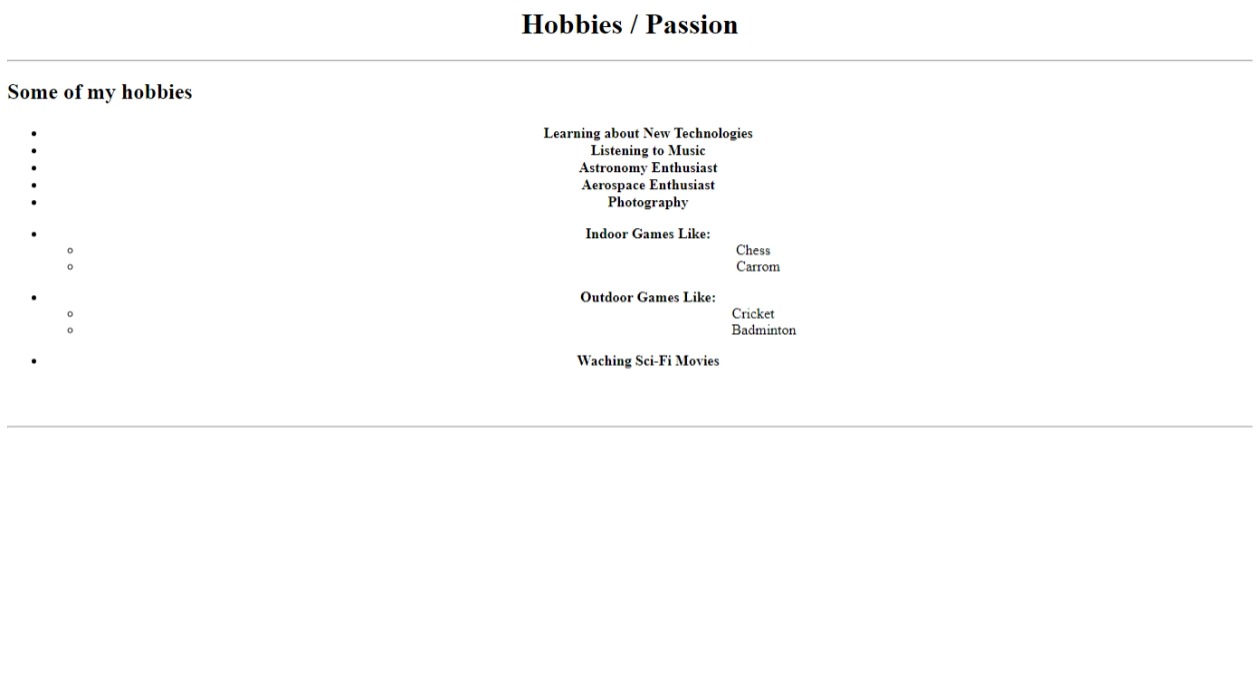 Hobbies / Passion
Some of my hobbies
Learning about New Technologies
Listening to Music
Astronomy Enthusiast
Aerospace Enthusiast
Photography
Indoor Games Like:
Chess
Carrom
Outdoor Games Like:
Cricket
Badminton
Waching Sci-Fi Movies